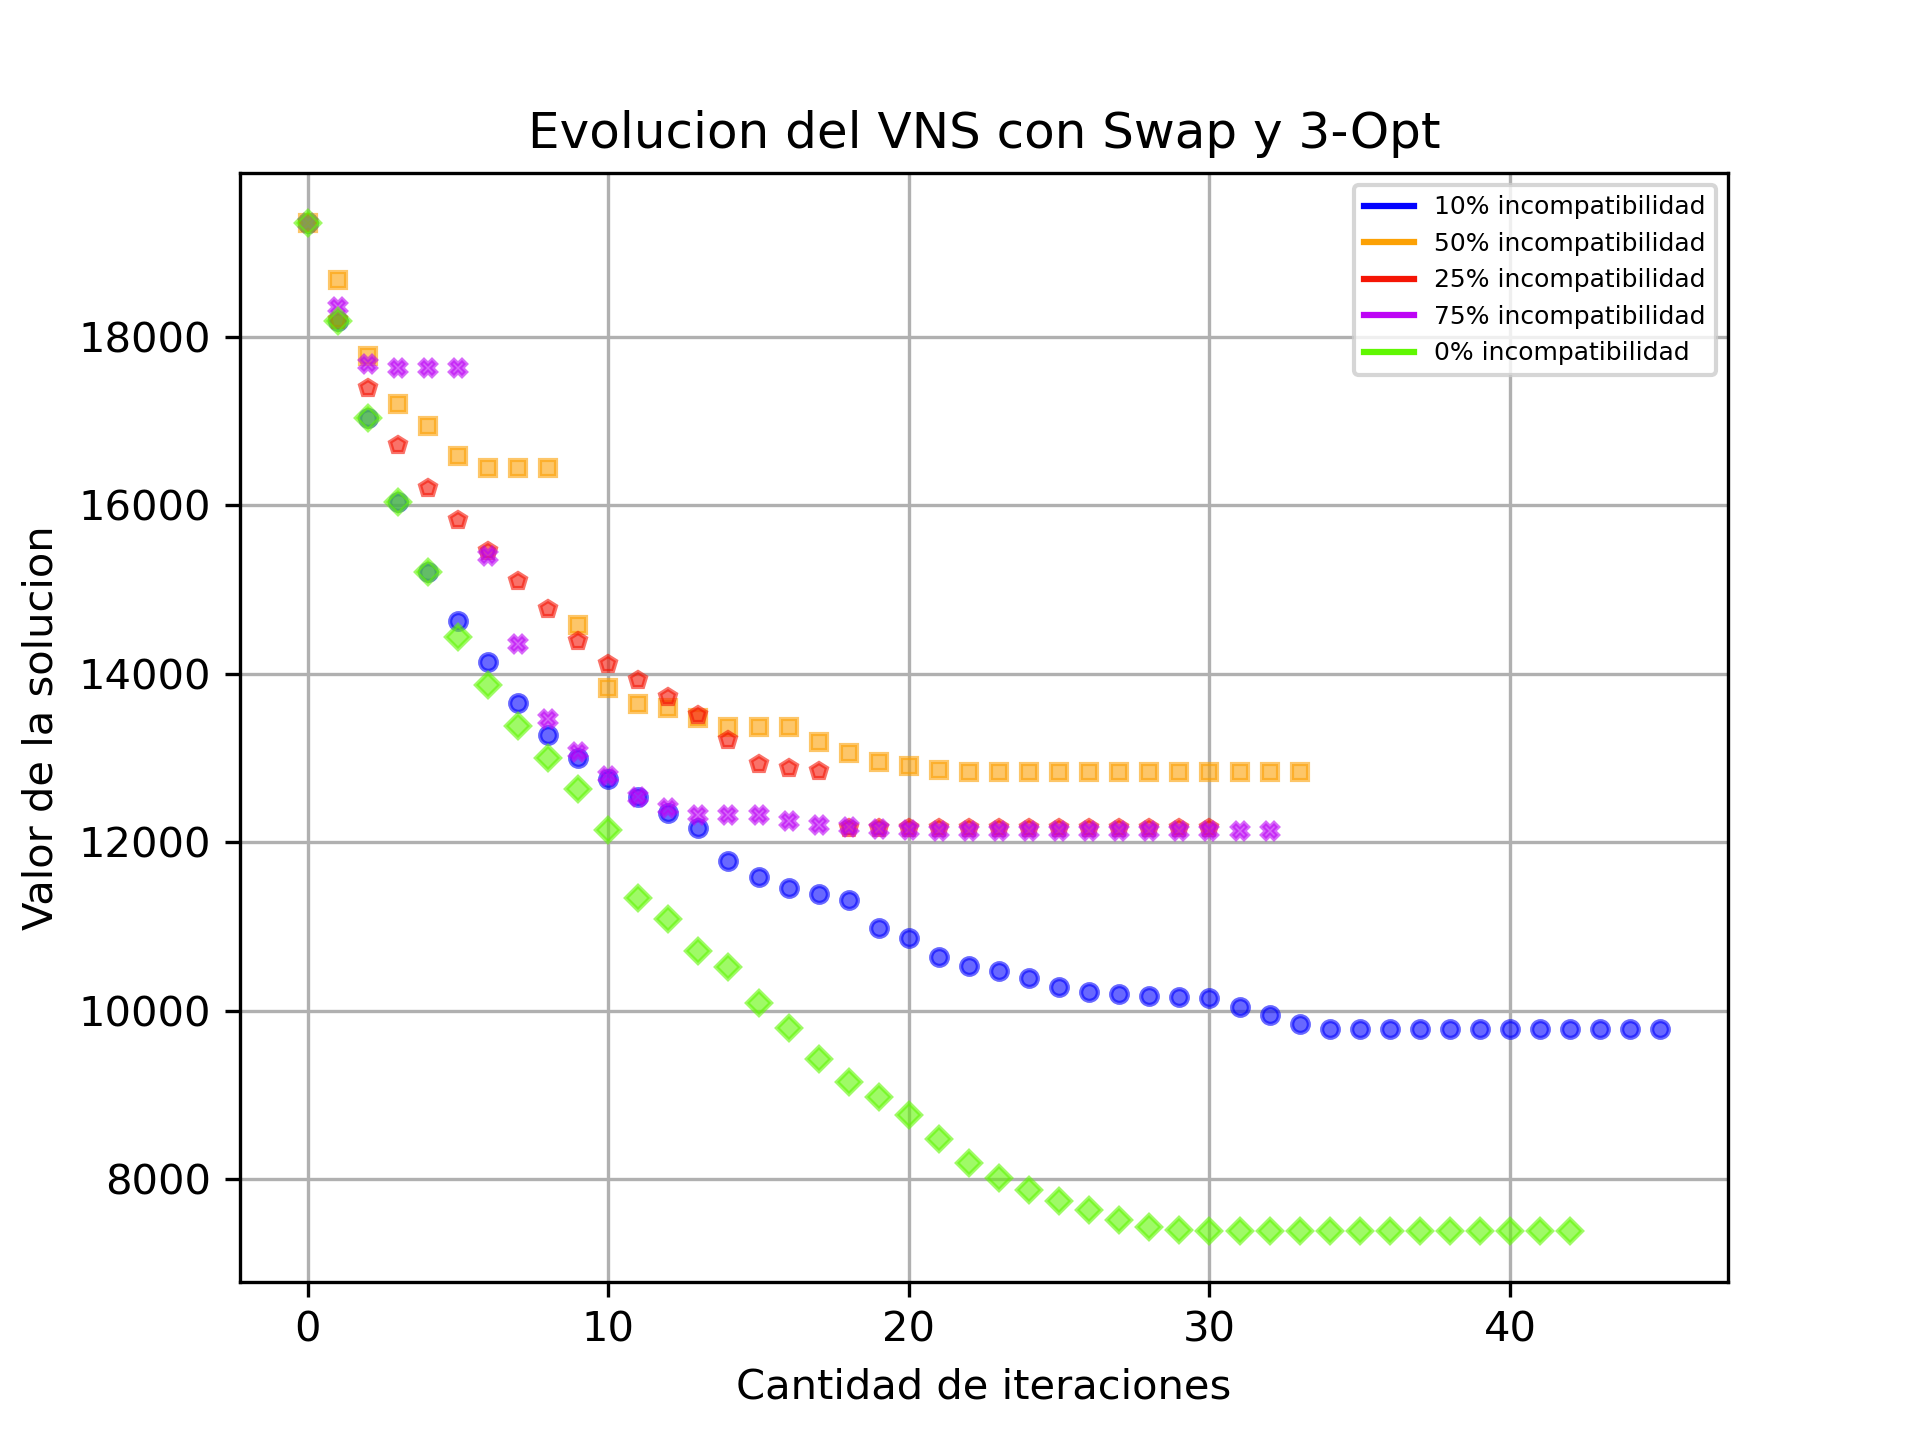 Evolucion del VNS con Swap y 3-Opt
10% incompatibilidad
50% incompatibilidad
25% incompatibilidad
75% incompatibilidad
0% incompatibilidad
Valor de la solucion
18000
16000
14000
12000
10000
8000
0 10 20 30 40
Cantidad de iteraciones